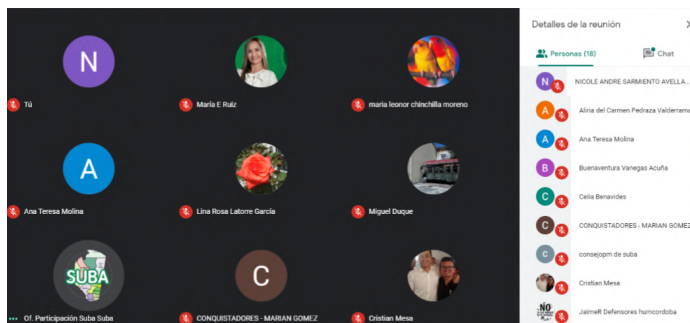 N
Tú
María E Ruiz
maria leonor chinchilla moreno
A
Ana Teresa Molina
Lina Rosa Latorre García
Miguel Duque
SUBA
Of. Participación Suba Suba
C
CONQUISTADORES - MARIAN GOMEZ
Cristian Mesa
Detalles de la reunión
Personas (18)
Chat
N
NICOLE ANDRE SARMIENTO AVELLA...
A
Aliria del Carmen Pedraza Valderrama
A
Ana Teresa Molina
B
Buenaventura Vanegas Acuña
C
Celia Benavides
C
CONQUISTADORES - MARIAN GOMEZ
C
consejopm de suba
Cristian Mesa
NO
JaimeR Defensores humcordoba